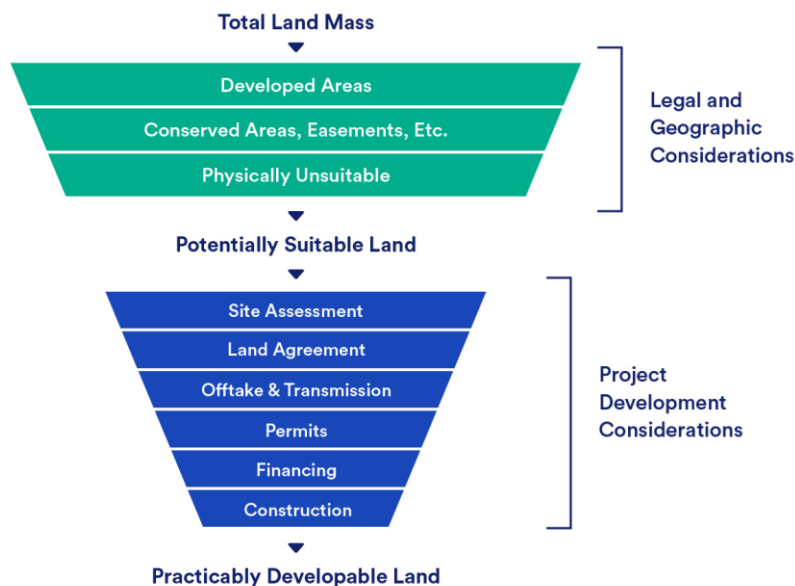 Total Land Mass
Developed Areas
Conserved Areas, Easements, Etc.
Physically Unsuitable
Legal and
Geographic
Considerations
Potentially Suitable Land
Site Assessment
Land Agreement
Offtake & Transmission
Permits
Financing
Construction
Project
Development
Considerations
Practicably Developable Land